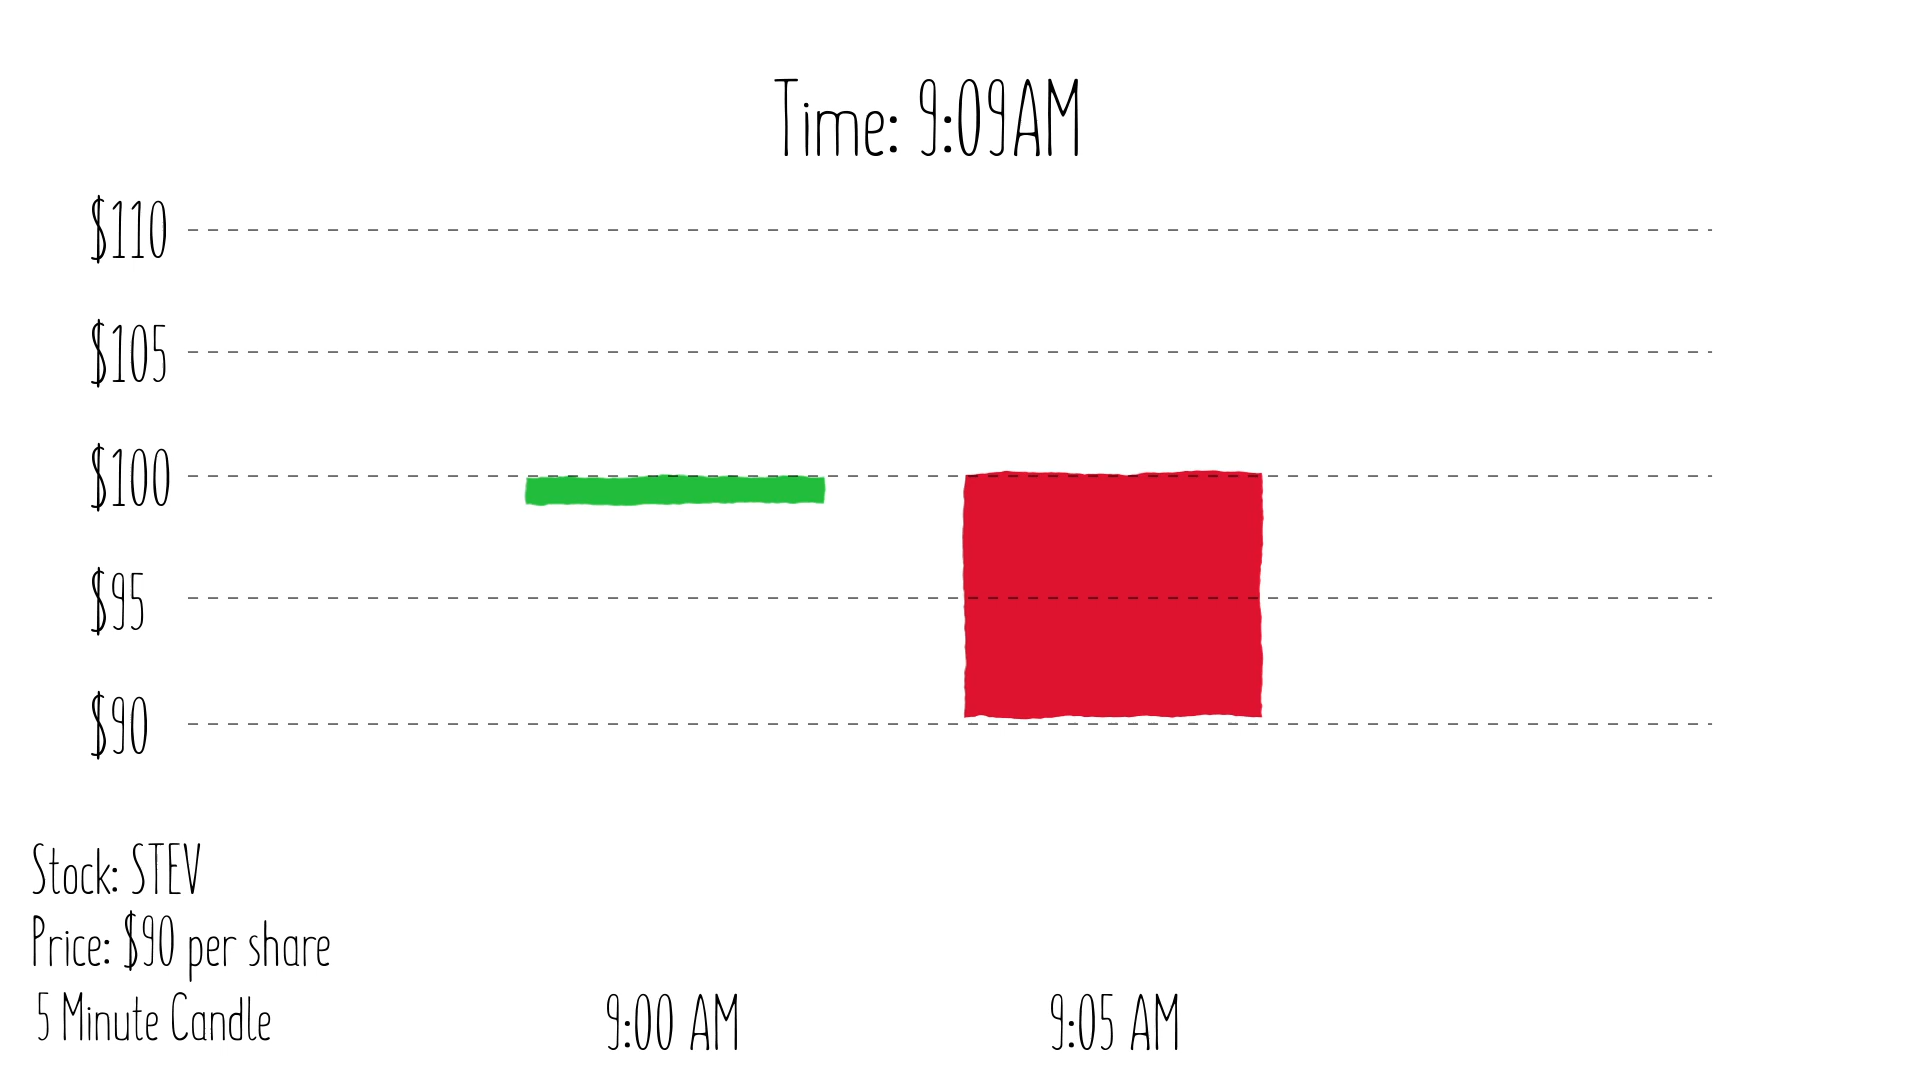 Time: 9:09AM
$110
$105
$100
$95
$90
Stock: STEV
Price: $90 per share
5 Minute Candle
9:00 AM
9:05 AM